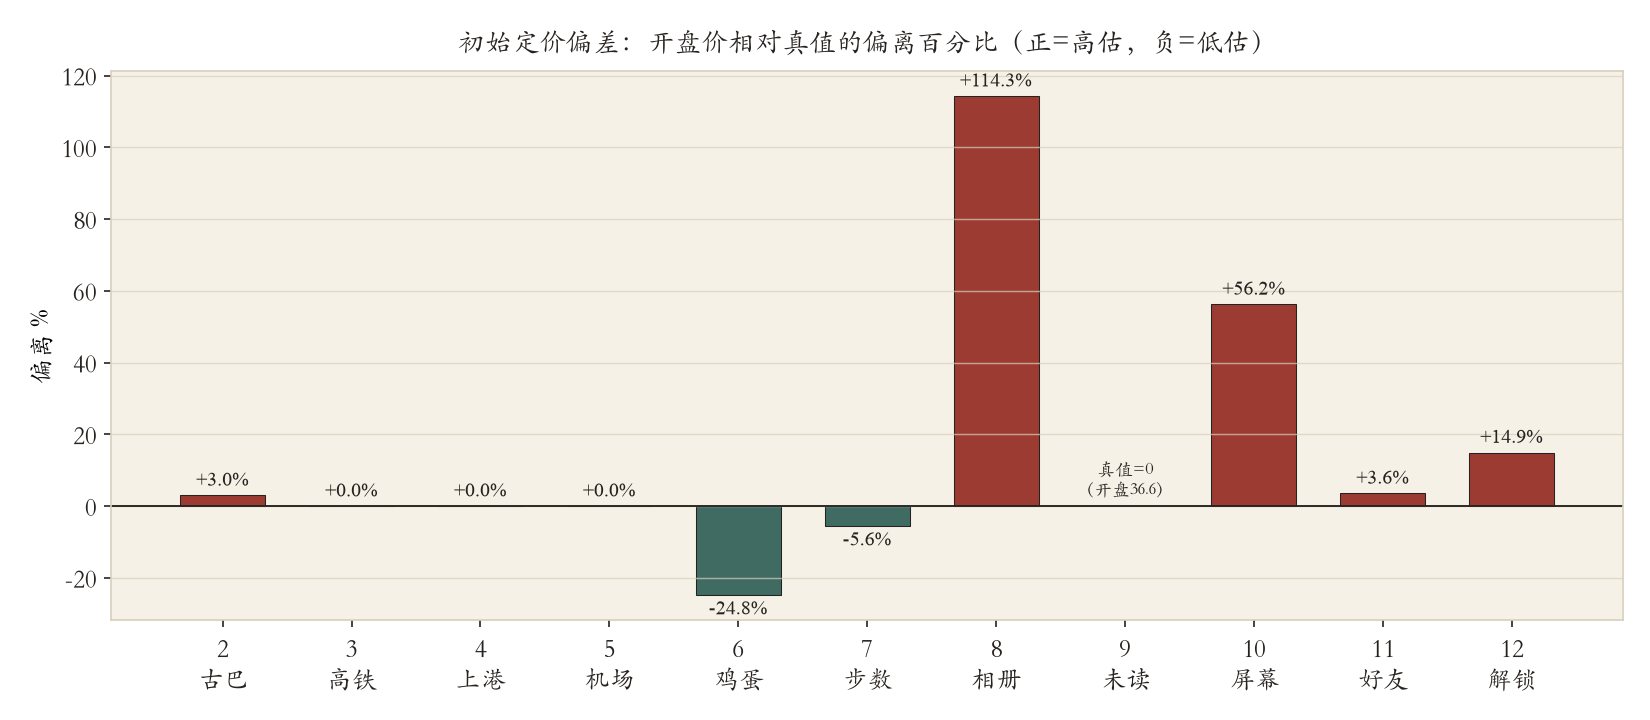 初始定价偏差：开盘价相对真值的偏离百分比（正=高估，负=低估）
偏离 %
120
100
80
60
40
20
0
-20
+3.0%
+0.0%
+0.0%
+0.0%
-24.8%
-5.6%
+114.3%
真值=0
（开盘36.6）
+56.2%
+3.6%
+14.9%
2
古巴
3
高铁
4
上港
5
机场
6
鸡蛋
7
步数
8
相册
9
未读
10
屏幕
11
好友
12
解锁